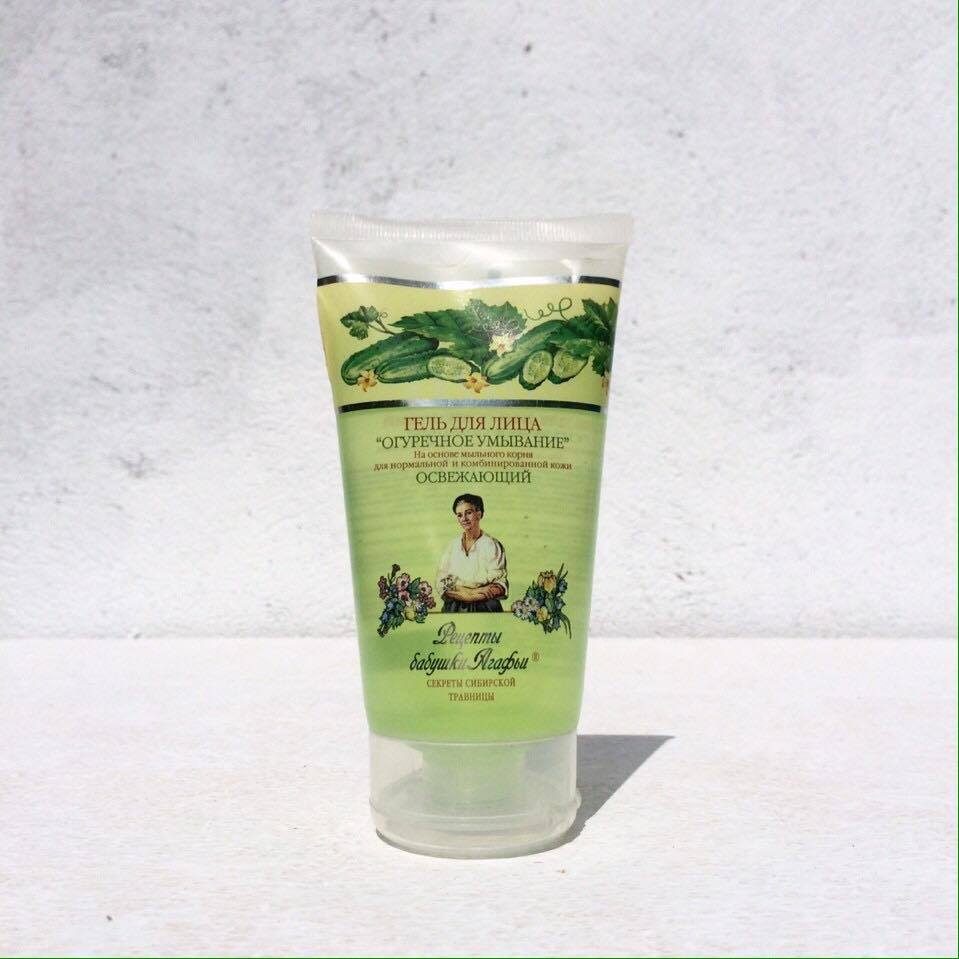 ГЕЛЬ ДЛЯ ЛИЦА
"ОГУРЕЧНОЕ УМЫВАНИЕ"
На основе мыльного корня
для нормальной и комбинированной кожи
ОСВЕЖАЮЩИЙ
Рецепты
бабушки Агафьи ®
СЕКРЕТЫ СИБИРСКОЙ
ТРАВНИЦЫ